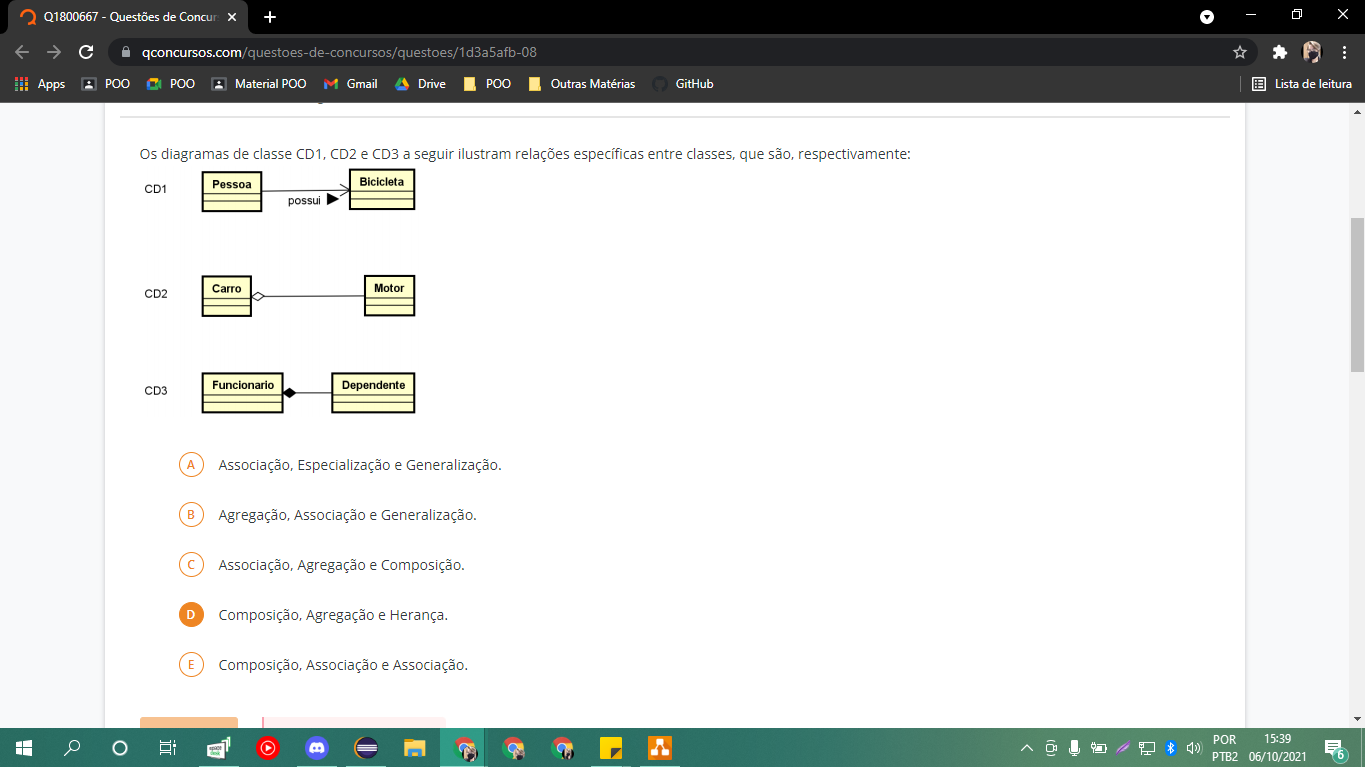 Q1800667 - Questões de Concur
qconcursos.com/questoes-de-concursos/questoes/1d3a5afb-08
Apps POO POO Material POO Gmail Drive POO Outras Matérias GitHub Lista de leitura
Os diagramas de classe CD1, CD2 e CD3 a seguir ilustram relações específicas entre classes, que são, respectivamente:
CD1 Pessoa possui Bicicleta
CD2 Carro Motor
CD3 Funcionario Dependente
A Associação, Especialização e Generalização.
B Agregação, Associação e Generalização.
C Associação, Agregação e Composição.
D Composição, Agregação e Herança.
E Composição, Associação e Associação.
POR 15:39
PTB2 06/10/2021 6